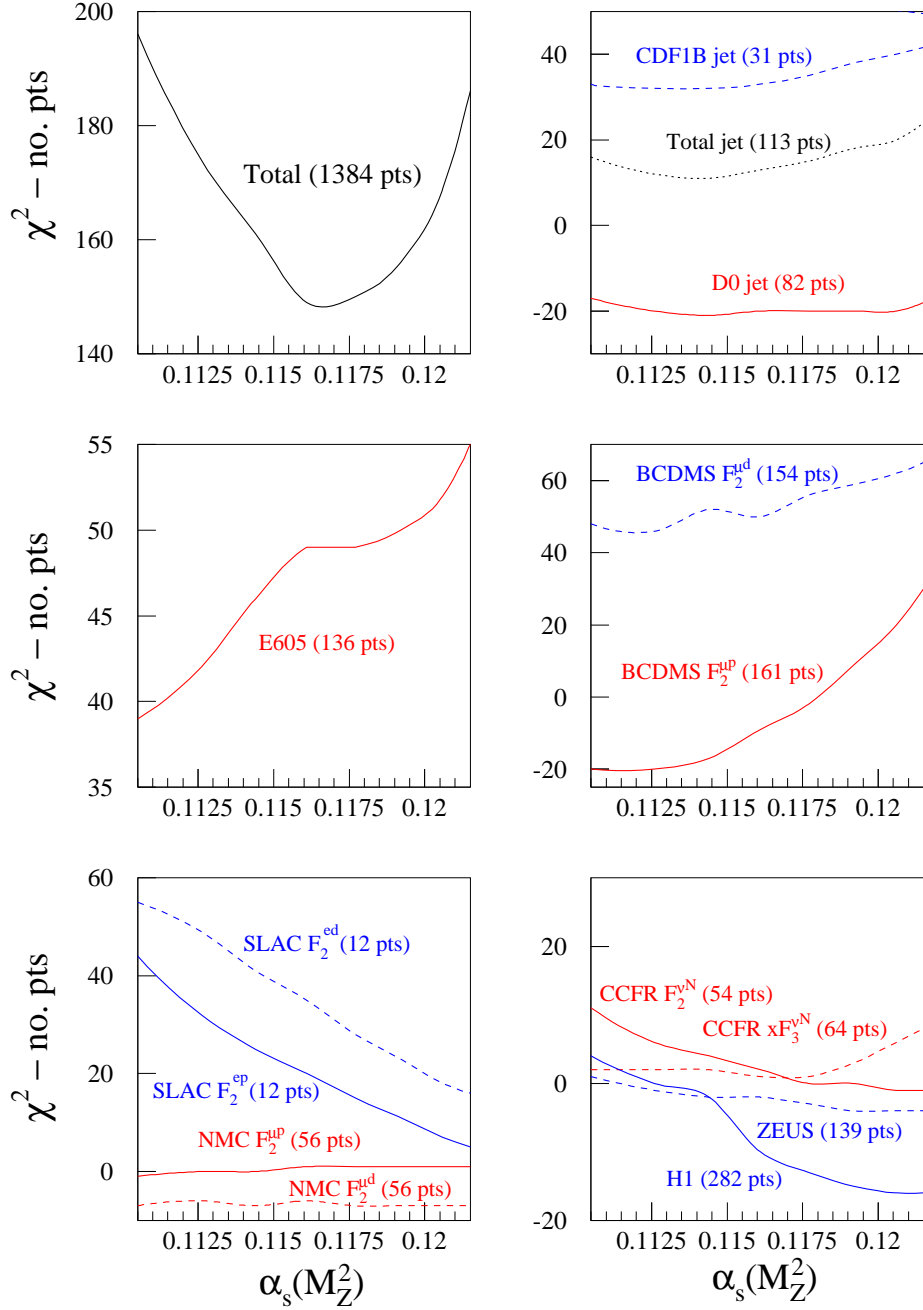 200
180
160
140
χ² – no. pts
Total (1384 pts)
0.1125 0.115 0.1175 0.12
40
20
0
-20
CDF1B jet (31 pts)
Total jet (113 pts)
D0 jet (82 pts)
0.1125 0.115 0.1175 0.12
55
50
45
40
35
χ² – no. pts
E605 (136 pts)
0.1125 0.115 0.1175 0.12
60
40
20
0
-20
BCDMS F₂^μd (154 pts)
BCDMS F₂^μp (161 pts)
0.1125 0.115 0.1175 0.12
60
40
20
0
χ² – no. pts
SLAC F₂^ed (12 pts)
SLAC F₂^ep (12 pts)
NMC F₂^μp (56 pts)
NMC F₂^μd (56 pts)
0.1125 0.115 0.1175 0.12
αₛ(M_Z²)
20
0
-20
CCFR F₂^νN (54 pts)
CCFR xF₃^νN (64 pts)
ZEUS (139 pts)
H1 (282 pts)
0.1125 0.115 0.1175 0.12
αₛ(M_Z²)